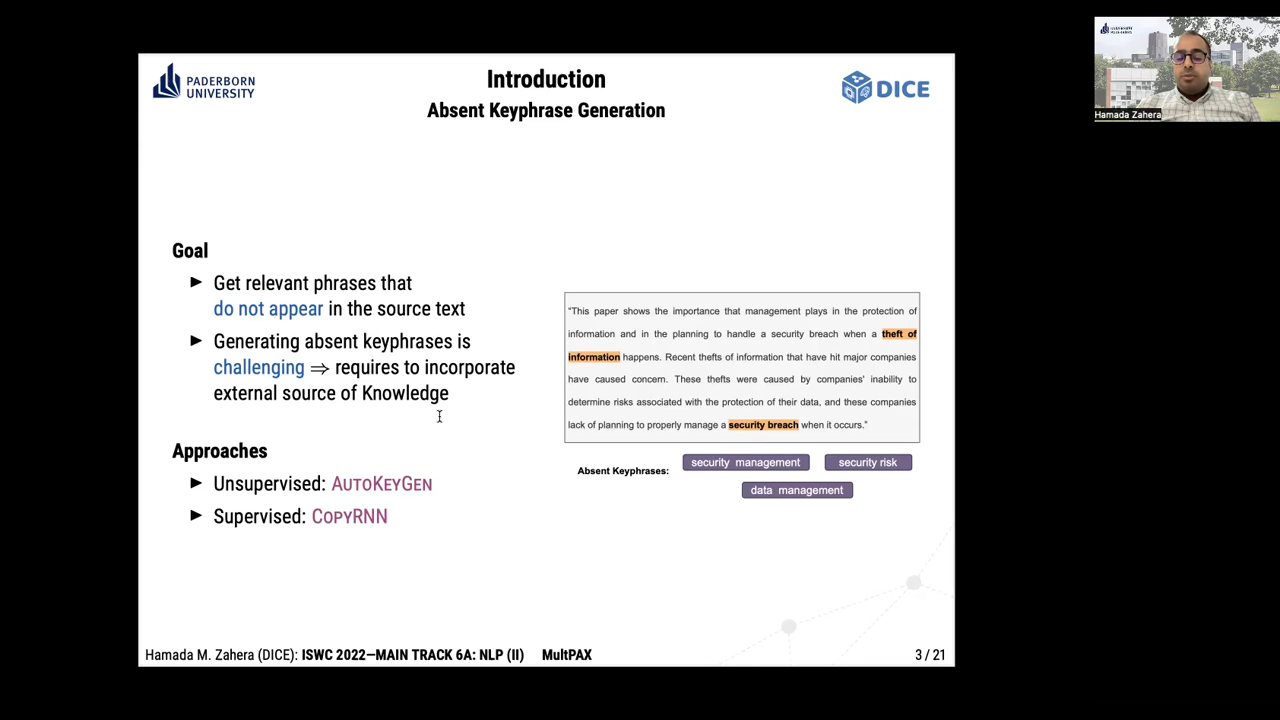 PADERBORN
UNIVERSITY
Introduction
Absent Keyphrase Generation
DICE
Hamada Zahera
Goal
► Get relevant phrases that
do not appear in the source text
► Generating absent keyphrases is
challenging ⇒ requires to incorporate
external source of Knowledge
Approaches
► Unsupervised: AUTOKEYGEN
► Supervised: COPYRNN
"This paper shows the importance that management plays in the protection of
information and in the planning to handle a security breach when a theft of
information happens. Recent thefts of information that have hit major companies
have caused concern. These thefts were caused by companies' inability to
determine risks associated with the protection of their data, and these companies
lack of planning to properly manage a security breach when it occurs."
Absent Keyphrases: security management security risk
data management
Hamada M. Zahera (DICE): ISWC 2022—MAIN TRACK 6A: NLP (II) MultPAX
3 / 21